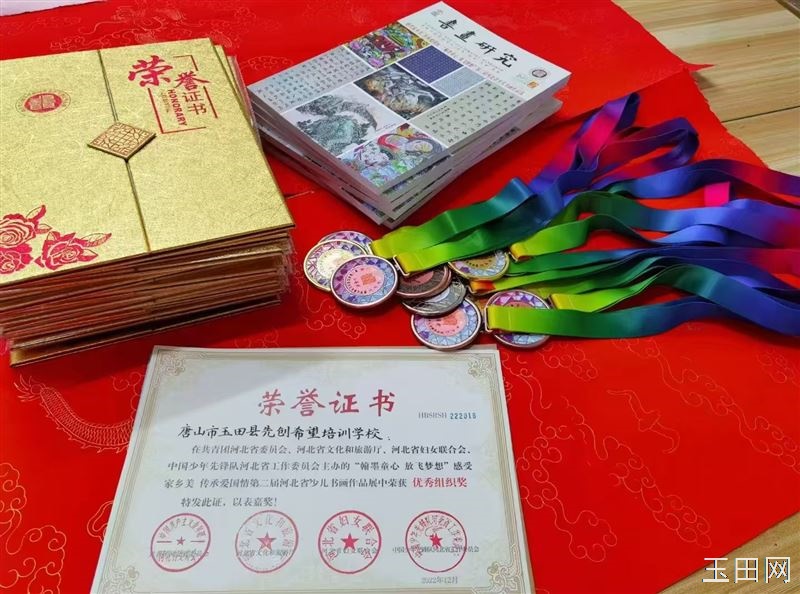 荣誉证书
HONORARY
书画研究
荣誉证书
HBSRSH 222018
唐山市玉田县先创希望培训学校：
在共青团河北省委员会、河北省文化和旅游厅、河北省妇女联合会、
中国少年先锋队河北省工作委员会主办的“翰墨童心 放飞梦想”感受
家乡美 传承爱国情第二届河北省少儿书画作品展中荣获 优秀组织奖
特发此证，以表嘉奖！
2022年12月
玉田网